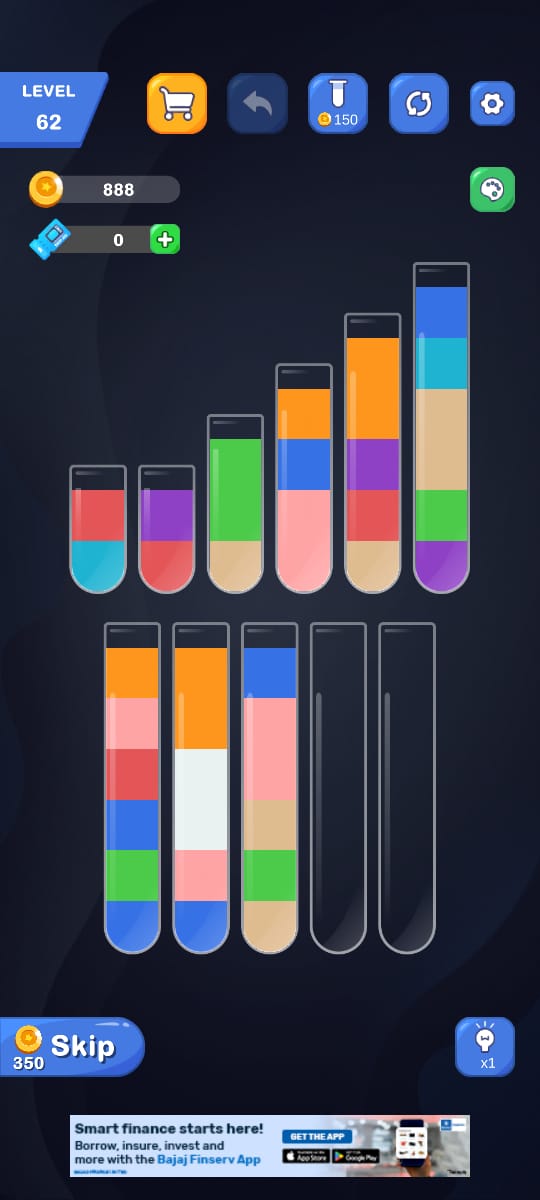 LEVEL
62
150
888
0
350 Skip
x1
Smart finance starts here!
Borrow, insure, invest and
more with the Bajaj Finserv App
GET THE APP
App Store
Google Play